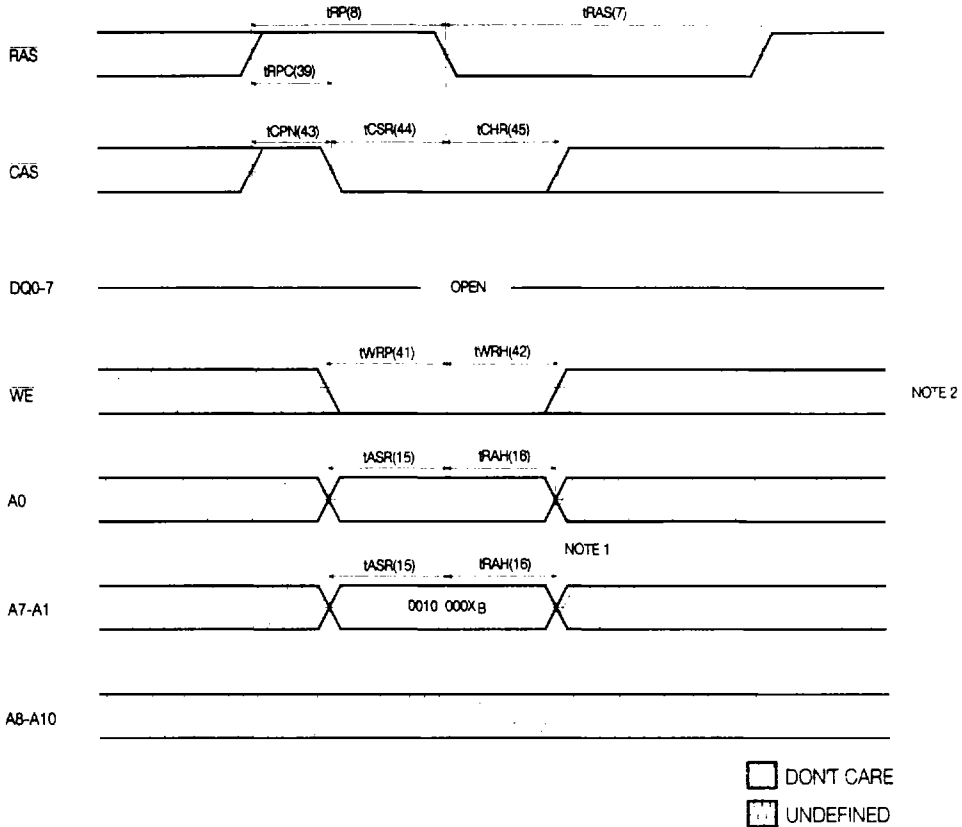 tRP(8) tRAS(7)
RAS
tRPC(39)
tCPN(43) tCSR(44) tCHR(45)
CAS
DQ0-7 OPEN
tWRP(41) tWRH(42)
WE NOTE 2
tASR(15) tRAH(16)
A0
NOTE 1
tASR(15) tRAH(16)
A7-A1 0010 000XB
A8-A10
DON'T CARE
UNDEFINED